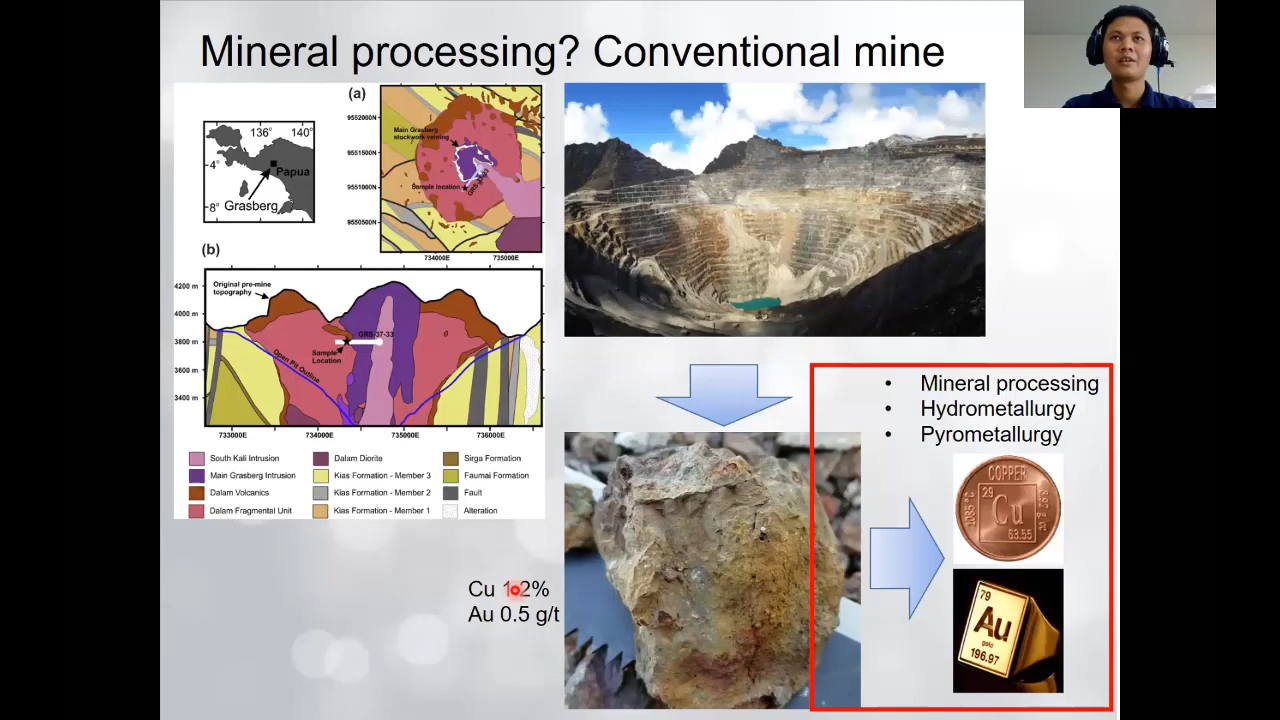 Mineral processing? Conventional mine
136° 140°
-4°
Papua
Grasberg
-8°
(a)
9552000N
Main Grasberg
stockwork veining
9551500N
Sample location
GRS-37-33
9551000N
9550500N
734000E 735000E
(b)
Original pre-mine
topography
4200 m
4000 m
3800 m
3600 m
3400 m
GRS-37-33
Sample
Location
Open Pit Outline
733000E 734000E 735000E 736000E
South Kali Intrusion
Main Grasberg Intrusion
Dalam Volcanics
Dalam Fragmental Unit
Dalam Diorite
Kias Formation - Member 3
Kias Formation - Member 2
Kias Formation - Member 1
Sirga Formation
Faumai Formation
Fault
Alteration
Cu 1.2%
Au 0.5 g/t
• Mineral processing
• Hydrometallurgy
• Pyrometallurgy
COPPER
29
Cu
63.55
79
Au
gold
196.97